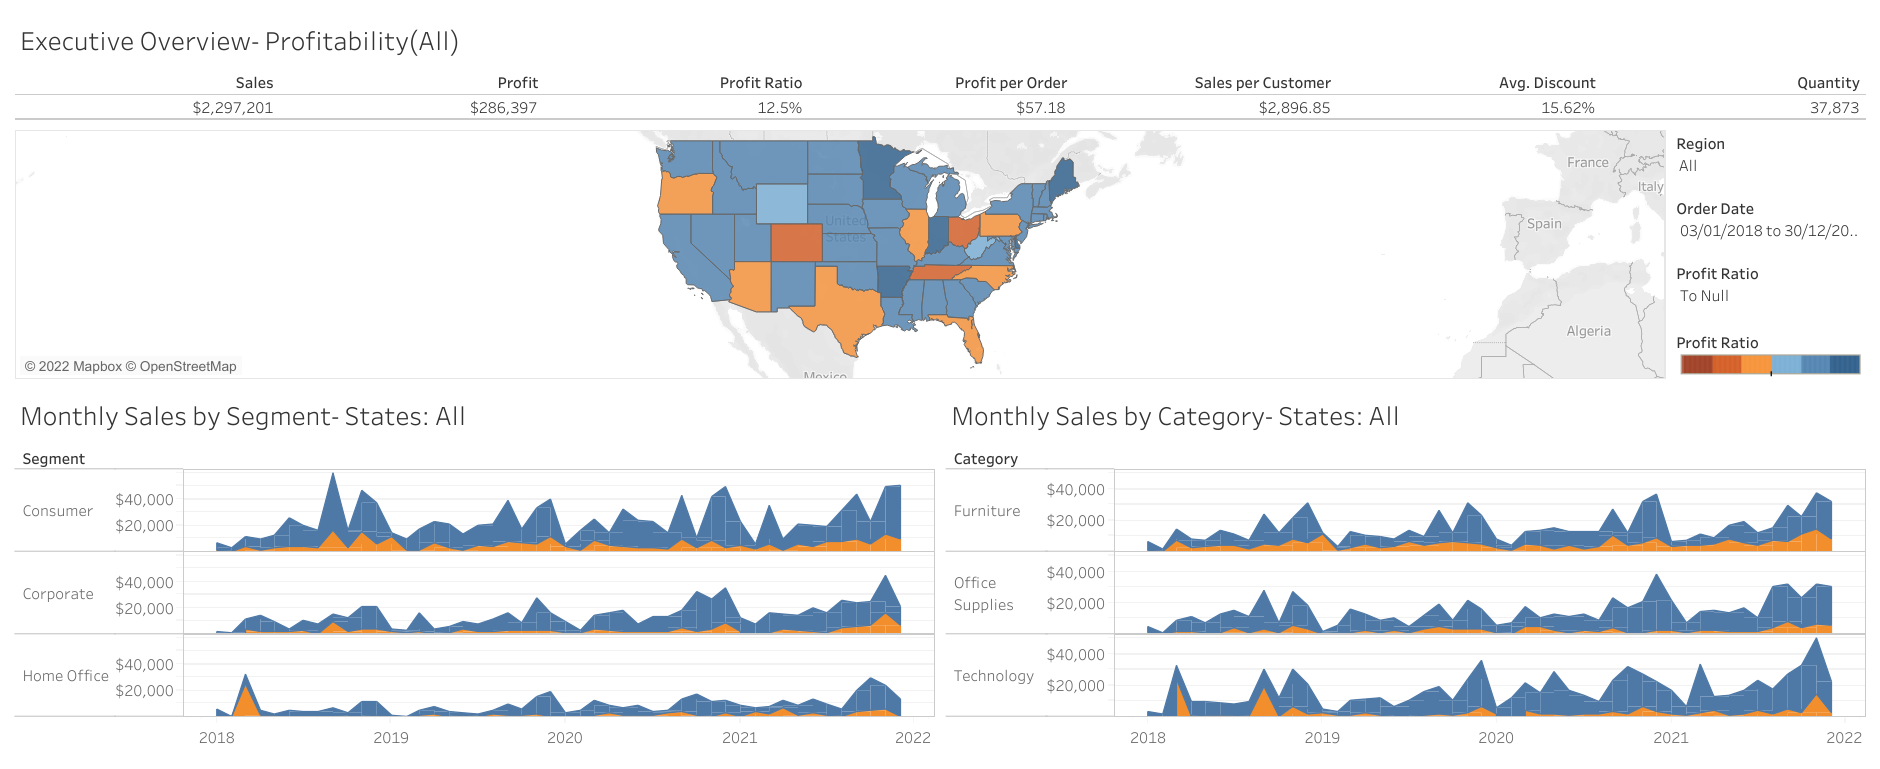 Executive Overview- Profitability(All)
Sales Profit Profit Ratio Profit per Order Sales per Customer Avg. Discount Quantity
$2,297,201 $286,397 12.5% $57.18 $2,896.85 15.62% 37,873
United
States
Mexico
France
Italy
Spain
Algeria
© 2022 Mapbox © OpenStreetMap
Region
All
Order Date
03/01/2018 to 30/12/20..
Profit Ratio
To Null
Profit Ratio
Monthly Sales by Segment- States: All
Segment
Consumer
$40,000
$20,000
Corporate
$40,000
$20,000
Home Office
$40,000
$20,000
2018 2019 2020 2021 2022
Monthly Sales by Category- States: All
Category
Furniture
$40,000
$20,000
Office
Supplies
$40,000
$20,000
Technology
$40,000
$20,000
2018 2019 2020 2021 2022